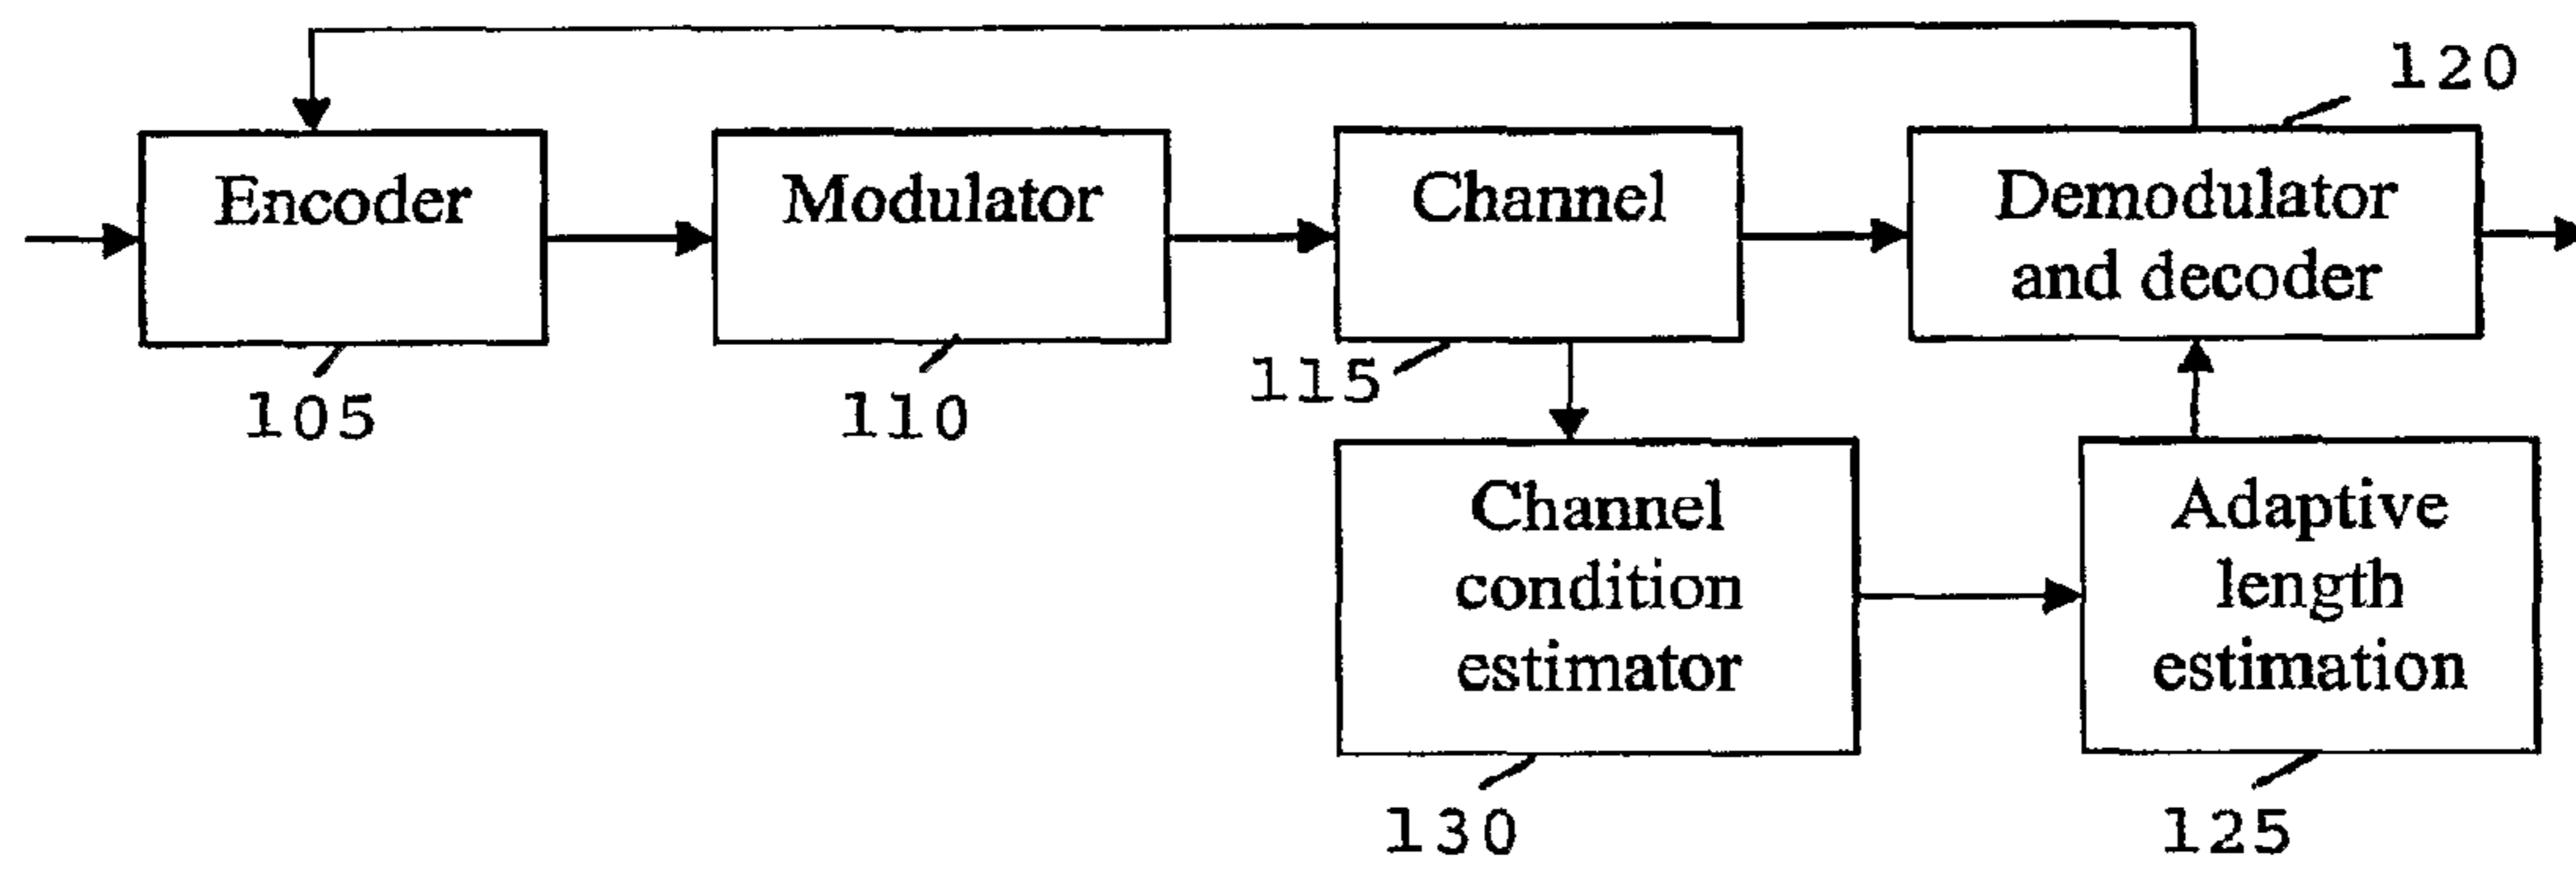 120
Encoder
Modulator
Channel
Demodulator
and decoder
105
110
115
Channel
condition
estimator
Adaptive
length
estimation
130
125